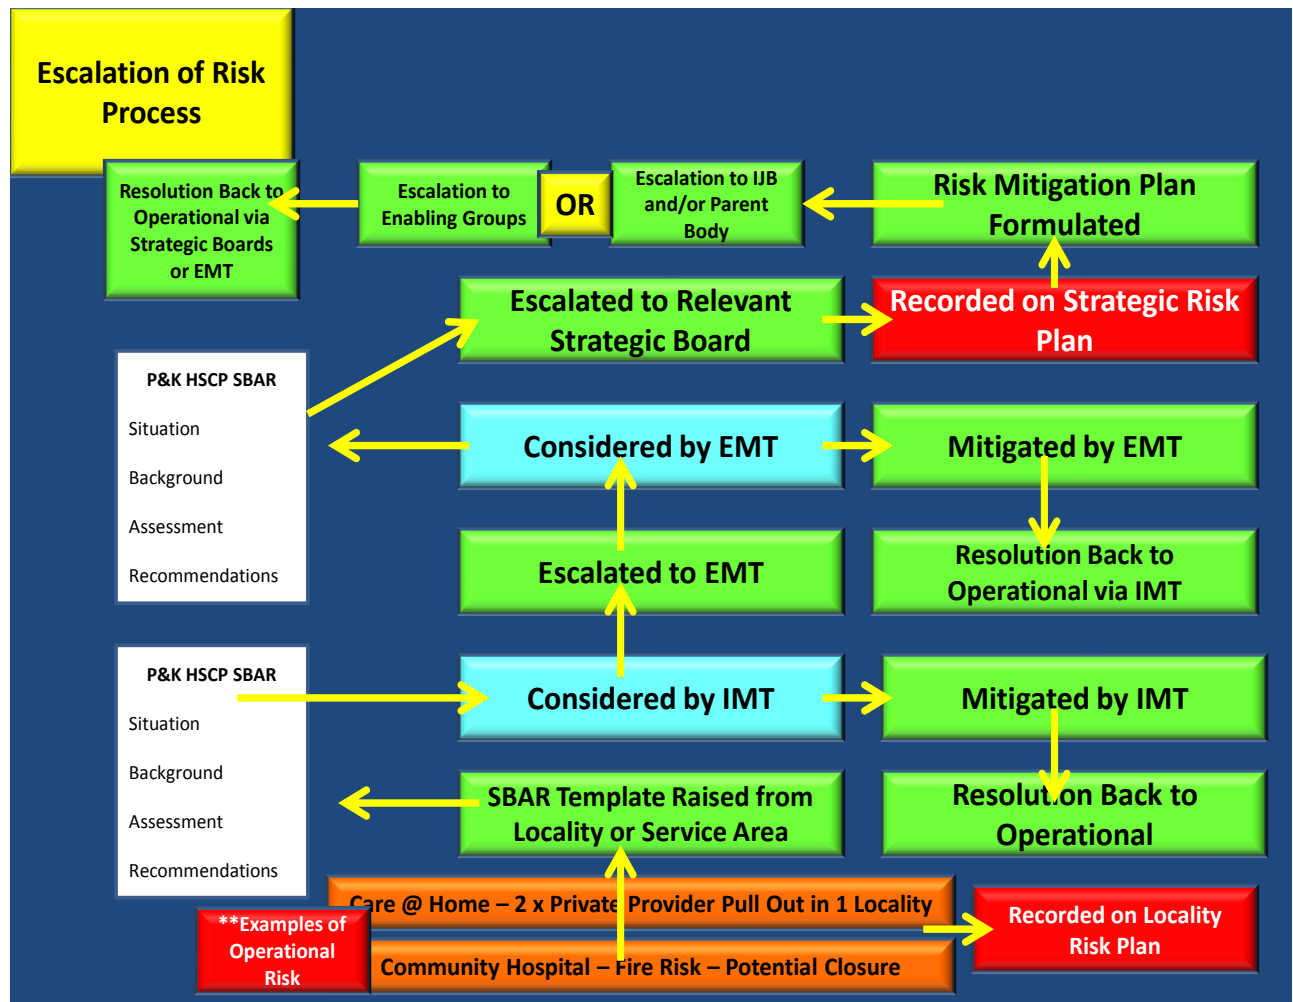 Escalation of Risk
Process
Resolution Back to
Operational via
Strategic Boards
or EMT
Escalation to
Enabling Groups
OR
Escalation to IJB
and/or Parent
Body
Risk Mitigation Plan
Formulated
Escalated to Relevant
Strategic Board
Recorded on Strategic Risk
Plan
P&K HSCP SBAR
Situation
Background
Assessment
Recommendations
Considered by EMT
Mitigated by EMT
Escalated to EMT
Resolution Back to
Operational via IMT
P&K HSCP SBAR
Situation
Background
Assessment
Recommendations
Considered by IMT
Mitigated by IMT
SBAR Template Raised from
Locality or Service Area
Resolution Back to
Operational
Care @ Home – 2 x Private Provider Pull Out in 1 Locality
**Examples of
Operational
Risk
Community Hospital – Fire Risk – Potential Closure
Recorded on Locality
Risk Plan